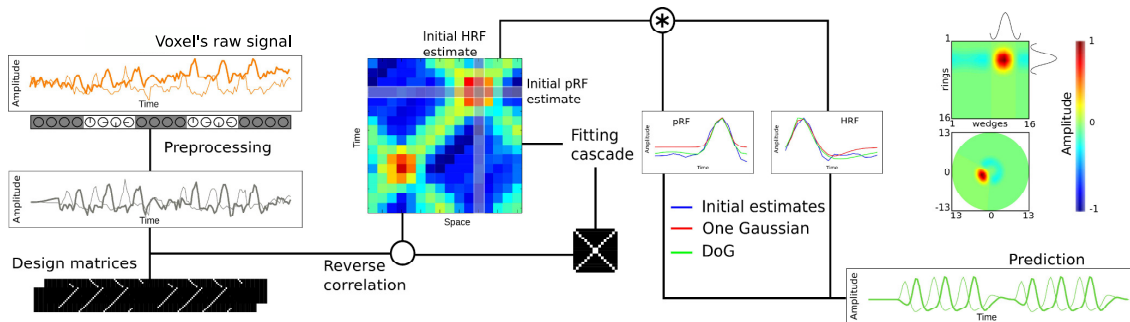 Voxel's raw signal
Amplitude
Time
Preprocessing
Amplitude
Time
Design matrices
Reverse
correlation
Initial HRF
estimate
Initial pRF
estimate
Time
Space
Fitting
cascade
*
pRF
Amplitude
Time
HRF
Amplitude
Time
Initial estimates
One Gaussian
DoG
1
rings
16
1
wedges
16
13
0
-13
13
0
13
1
0
-1
Amplitude
Prediction
Amplitude
Time